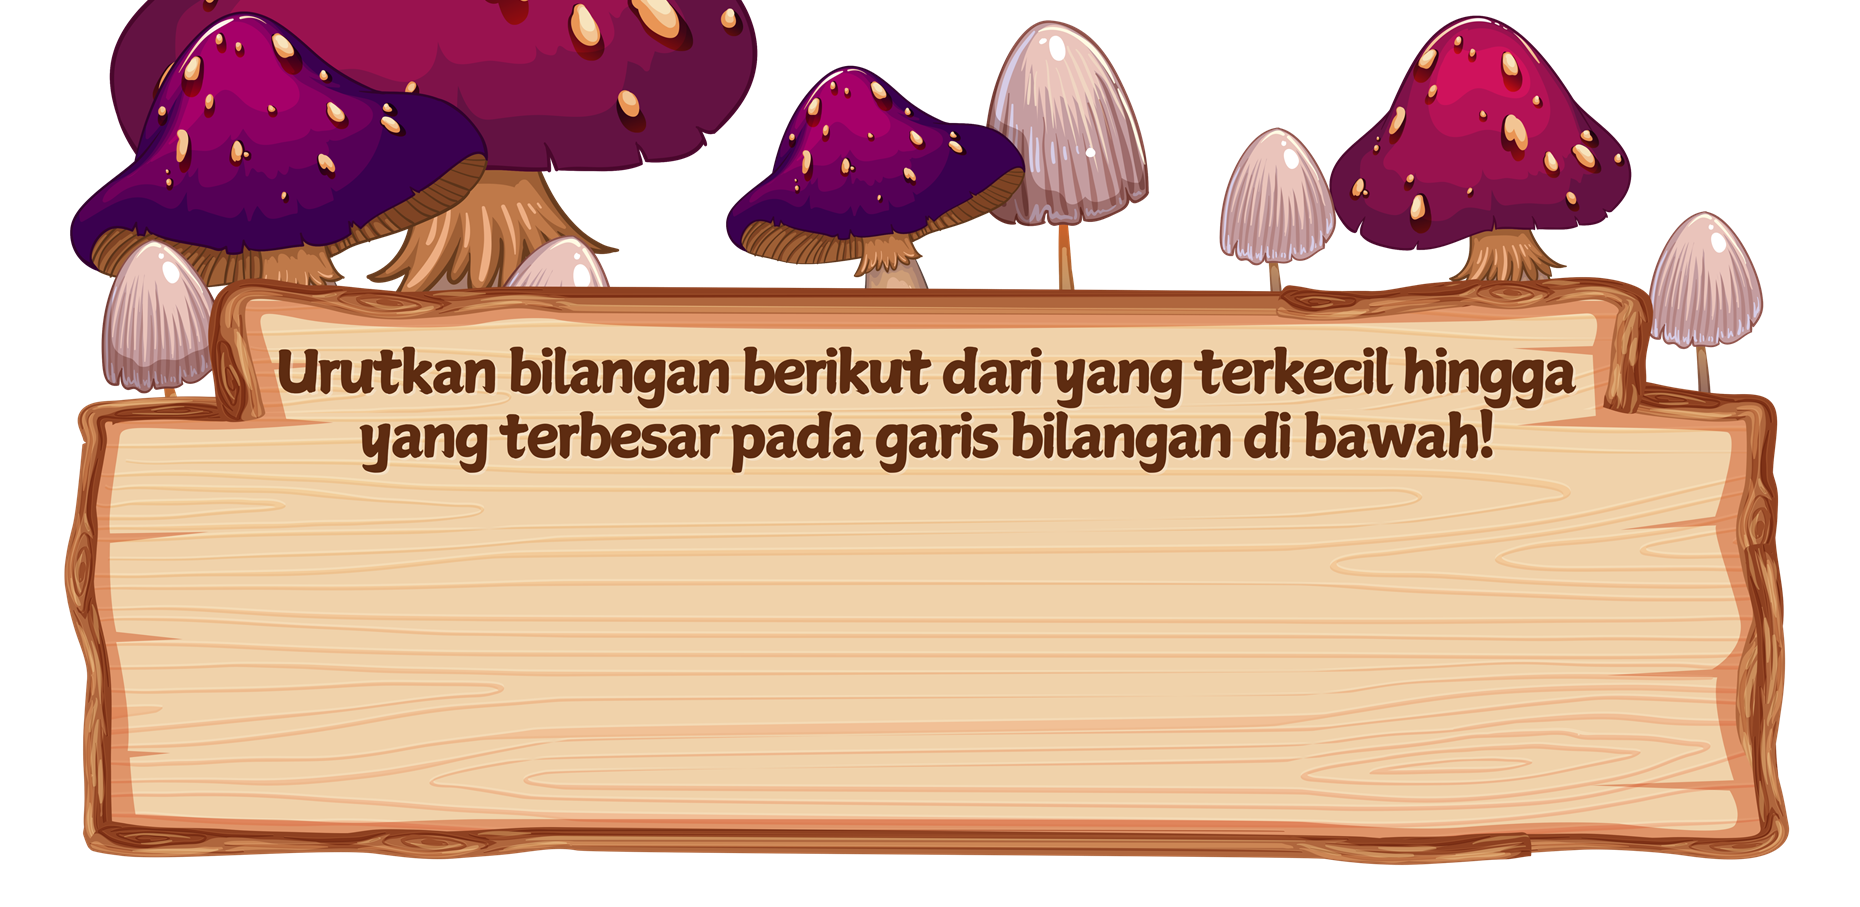 Urutkan bilangan berikut dari yang terkecil hingga
yang terbesar pada garis bilangan di bawah!